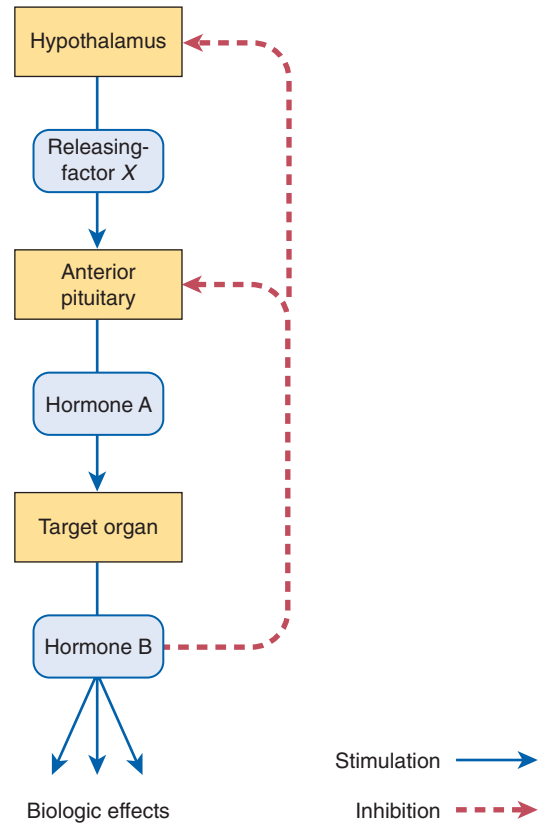 Hypothalamus
Releasing-
factor X
Anterior
pituitary
Hormone A
Target organ
Hormone B
Biologic effects
Stimulation
Inhibition